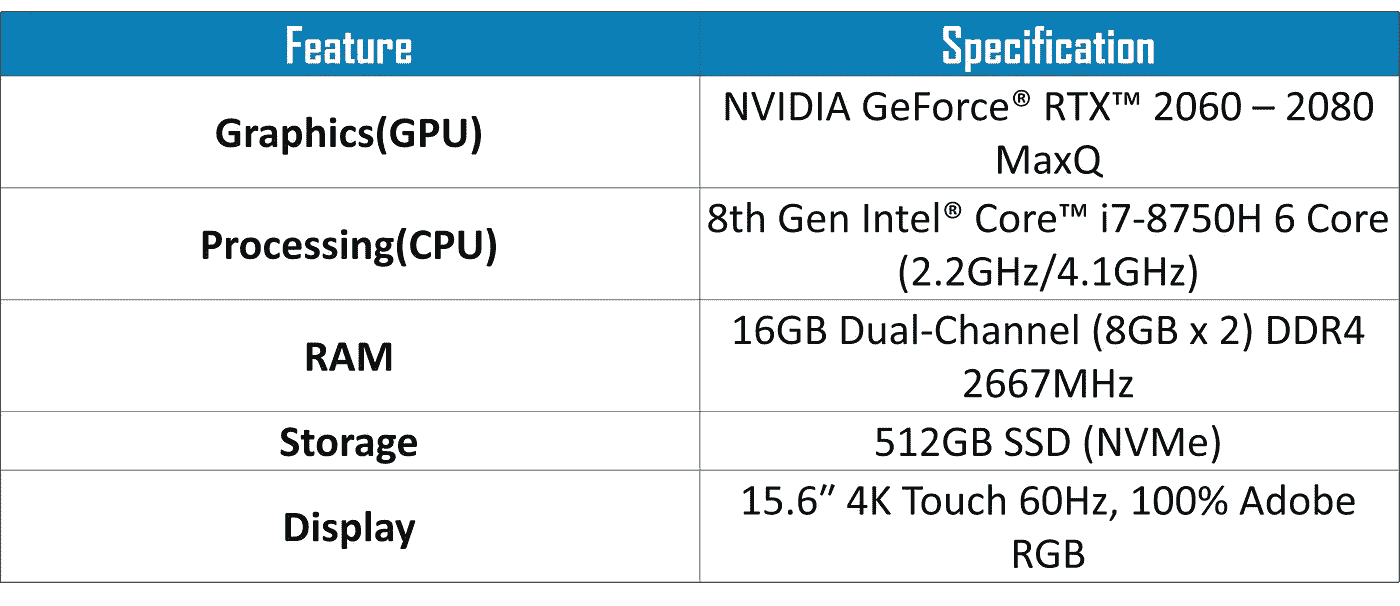 Feature Specification
Graphics(GPU)
NVIDIA GeForce® RTX™ 2060 – 2080
MaxQ
Processing(CPU)
8th Gen Intel® Core™ i7-8750H 6 Core
(2.2GHz/4.1GHz)
RAM
16GB Dual-Channel (8GB x 2) DDR4
2667MHz
Storage
512GB SSD (NVMe)
Display
15.6″ 4K Touch 60Hz, 100% Adobe
RGB